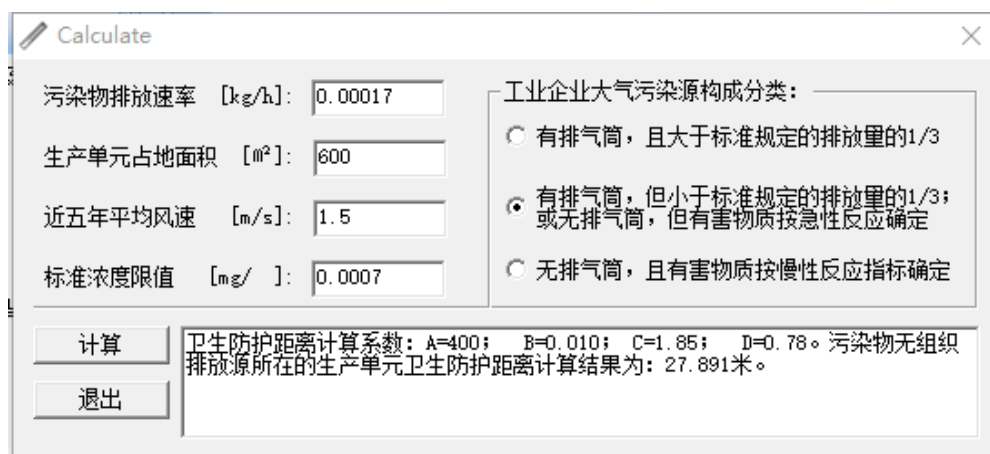 Calculate
污染物排放速率 [kg/h]: 0.00017
生产单元占地面积 [m²]: 600
近五年平均风速 [m/s]: 1.5
标准浓度限值 [mg/ ]: 0.0007
工业企业大气污染源构成分类:
有排气筒，且大于标准规定的排放量的1/3
有排气筒，但小于标准规定的排放量的1/3;
或无排气筒，但有害物质按急性反应确定
无排气筒，且有害物质按慢性反应指标确定
计算
退出
卫生防护距离计算系数: A=400; B=0.010; C=1.85; D=0.78。污染物无组织
排放源所在的生产单元卫生防护距离计算结果为: 27.891米。